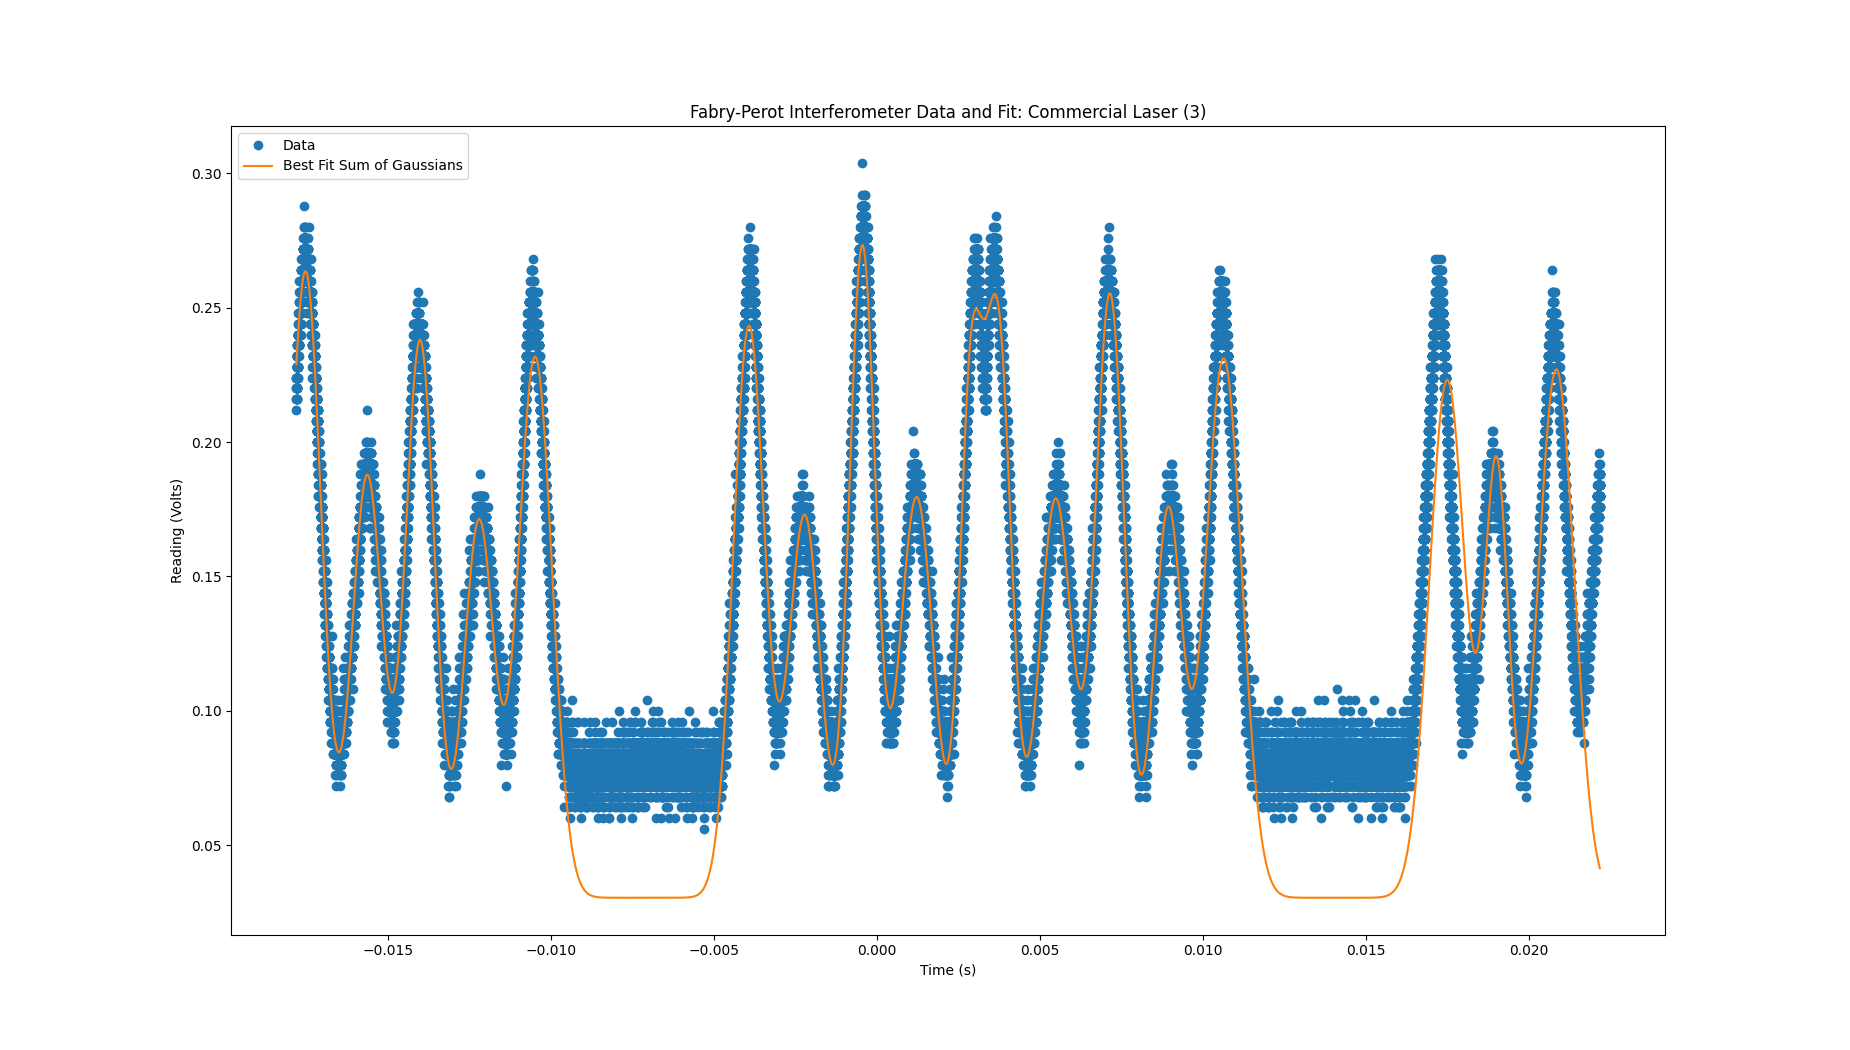 Fabry-Perot Interferometer Data and Fit: Commercial Laser (3)
Data
Best Fit Sum of Gaussians
Reading (Volts)
0.30
0.25
0.20
0.15
0.10
0.05
−0.015
−0.010
−0.005
0.000
0.005
0.010
0.015
0.020
Time (s)